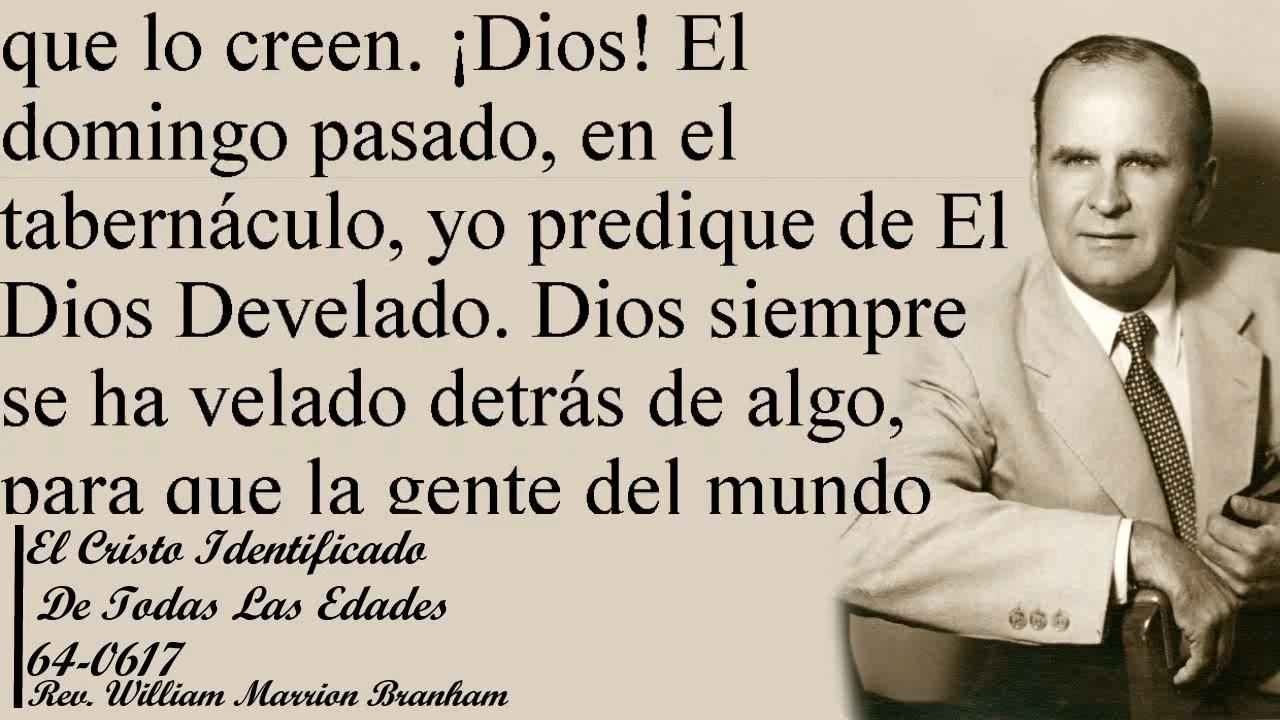 que lo creen. ¡Dios! El
domingo pasado, en el
tabernáculo, yo predique de El
Dios Develado. Dios siempre
se ha velado detrás de algo,
para que la gente del mundo
El Cristo Identificado
De Todas Las Edades
64-0617
Rev. William Marrion Branham